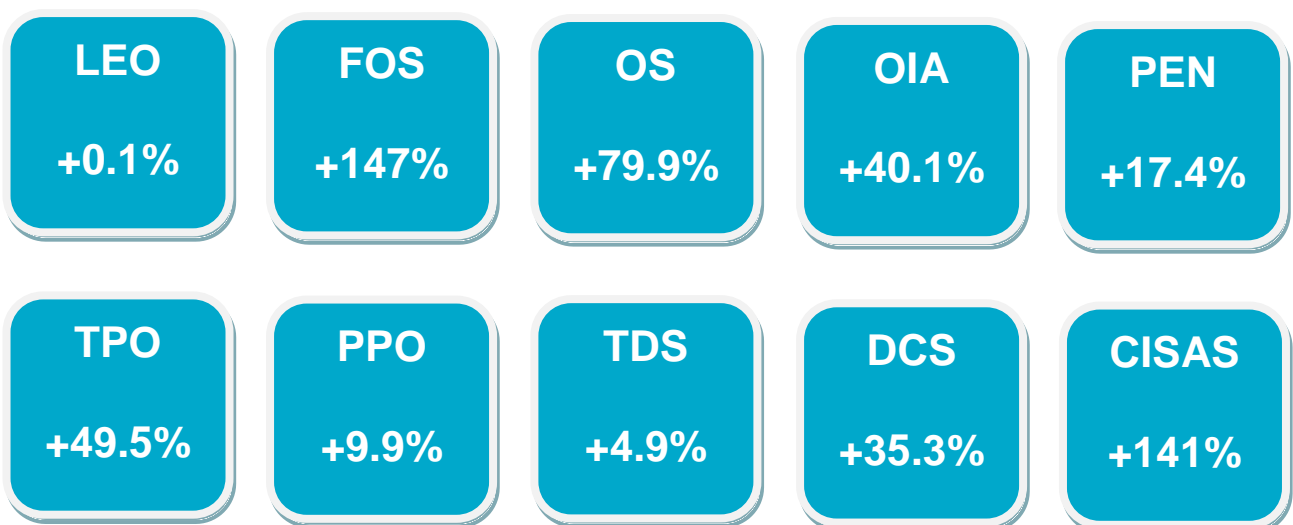 LEO
+0.1%
FOS
+147%
OS
+79.9%
OIA
+40.1%
PEN
+17.4%
TPO
+49.5%
PPO
+9.9%
TDS
+4.9%
DCS
+35.3%
CISAS
+141%